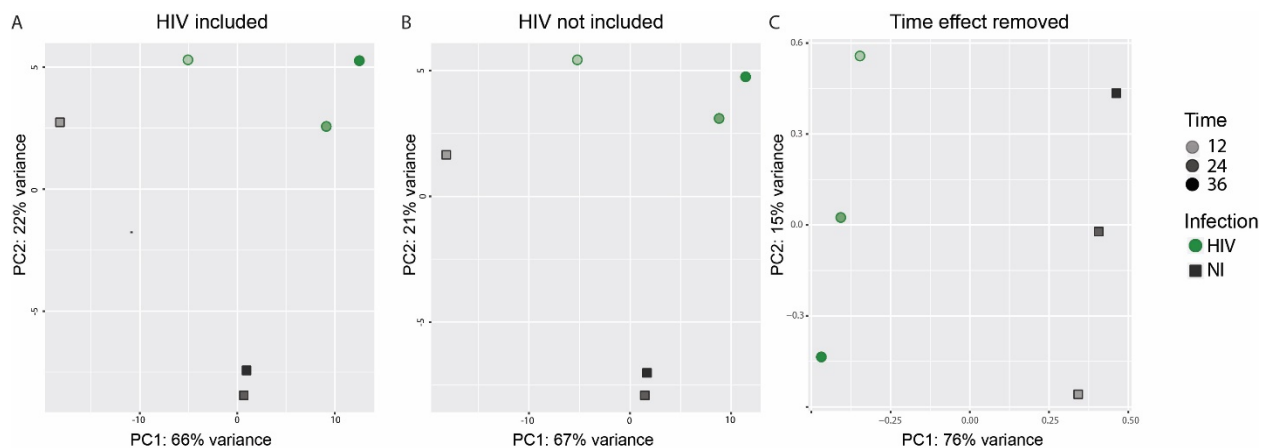 A
HIV included
PC2: 22% variance
5
0
-5
-10
0
10
PC1: 66% variance
B
HIV not included
PC2: 21% variance
5
0
-5
-10
0
10
PC1: 67% variance
C
Time effect removed
PC2: 15% variance
0.6
0.3
0.0
−0.3
−0.25
0.00
0.25
0.50
PC1: 76% variance
Time
12
24
36
Infection
HIV
NI